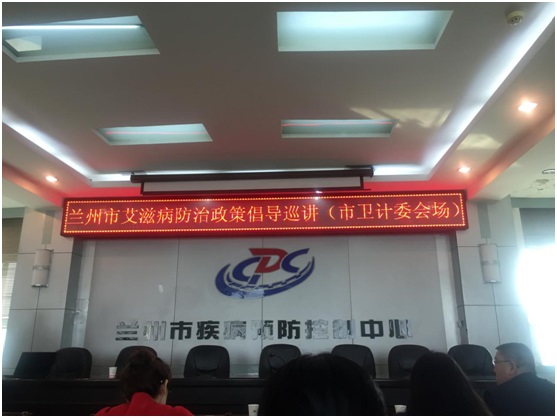 兰州市艾滋病防治政策倡导巡讲（市卫计委会场）
CDC
兰州市疾病预防控制中心